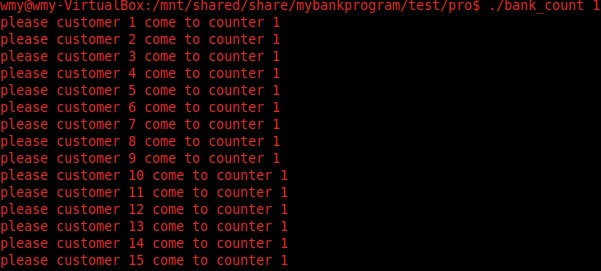 wmy@wmy-VirtualBox:/mnt/shared/share/mybankprogram/test/pro$ ./bank_count 1
please customer 1 come to counter 1
please customer 2 come to counter 1
please customer 3 come to counter 1
please customer 4 come to counter 1
please customer 5 come to counter 1
please customer 6 come to counter 1
please customer 7 come to counter 1
please customer 8 come to counter 1
please customer 9 come to counter 1
please customer 10 come to counter 1
please customer 11 come to counter 1
please customer 12 come to counter 1
please customer 13 come to counter 1
please customer 14 come to counter 1
please customer 15 come to counter 1